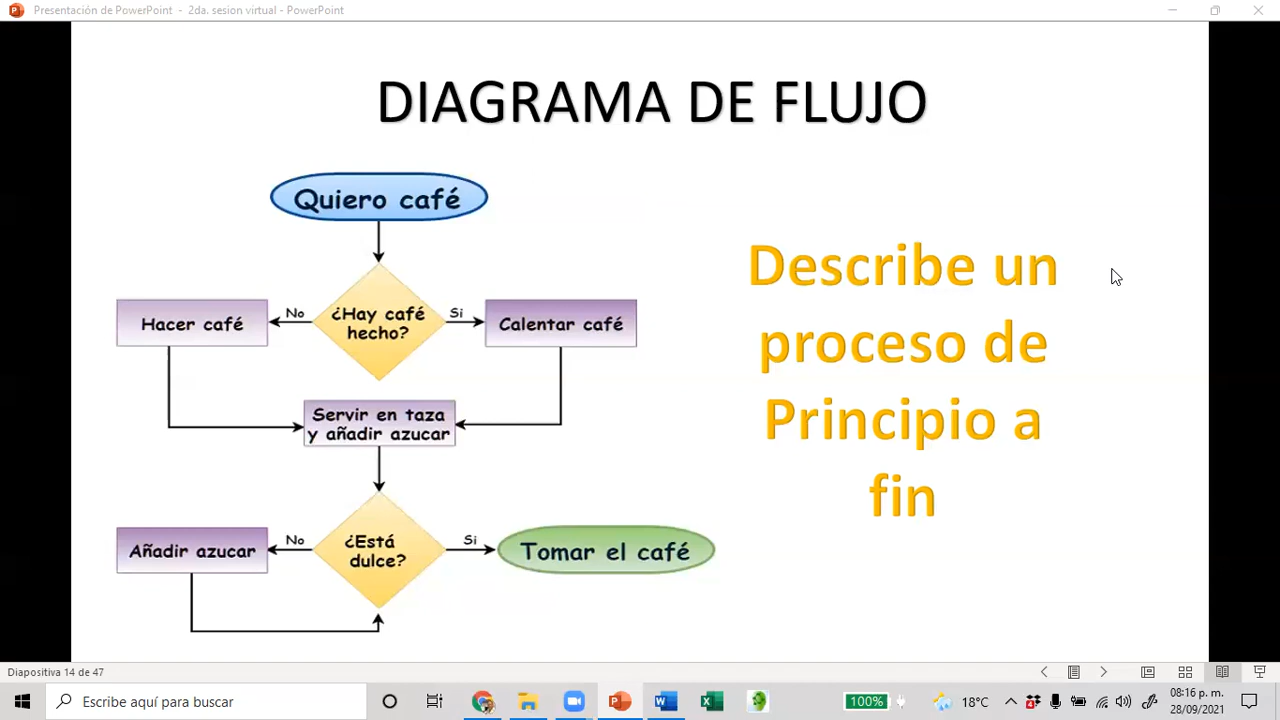 Presentación de PowerPoint - 2da. sesion virtual - PowerPoint
DIAGRAMA DE FLUJO
Quiero café
¿Hay café
hecho?
No
Si
Hacer café
Calentar café
Servir en taza
y añadir azucar
¿Está
dulce?
No
Si
Añadir azucar
Tomar el café
Describe un
proceso de
Principio a
fin
Diapositiva 14 de 47
Escribe aquí para buscar
100%
18°C
08:16 p. m.
28/09/2021